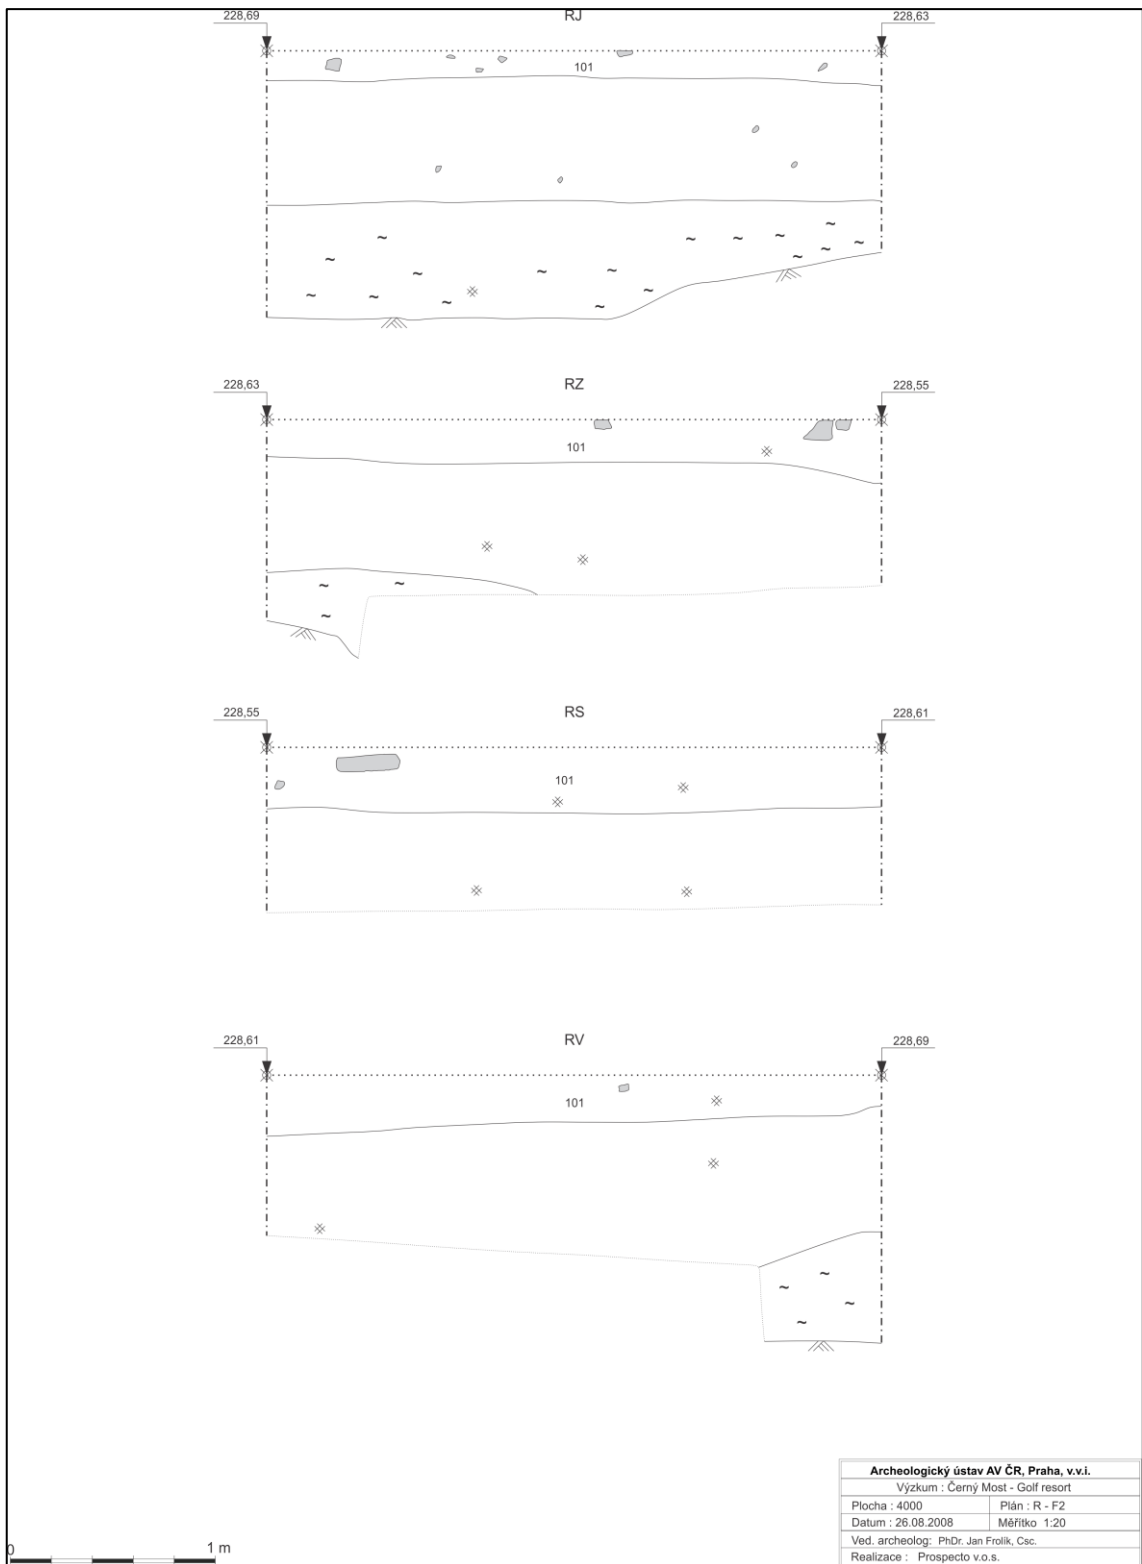 228,69 RJ 228,63
101
228,63 RZ 228,55
101
228,55 RS 228,61
101
228,61 RV 228,69
101
Archeologický ústav AV ČR, Praha, v.v.i.
Výzkum : Černý Most - Golf resort
Plocha : 4000 Plán : R - F2
Datum : 26.08.2008 Měřítko 1:20
Ved. archeolog: PhDr. Jan Frolík, Csc.
Realizace : Prospecto v.o.s.
0 1 m